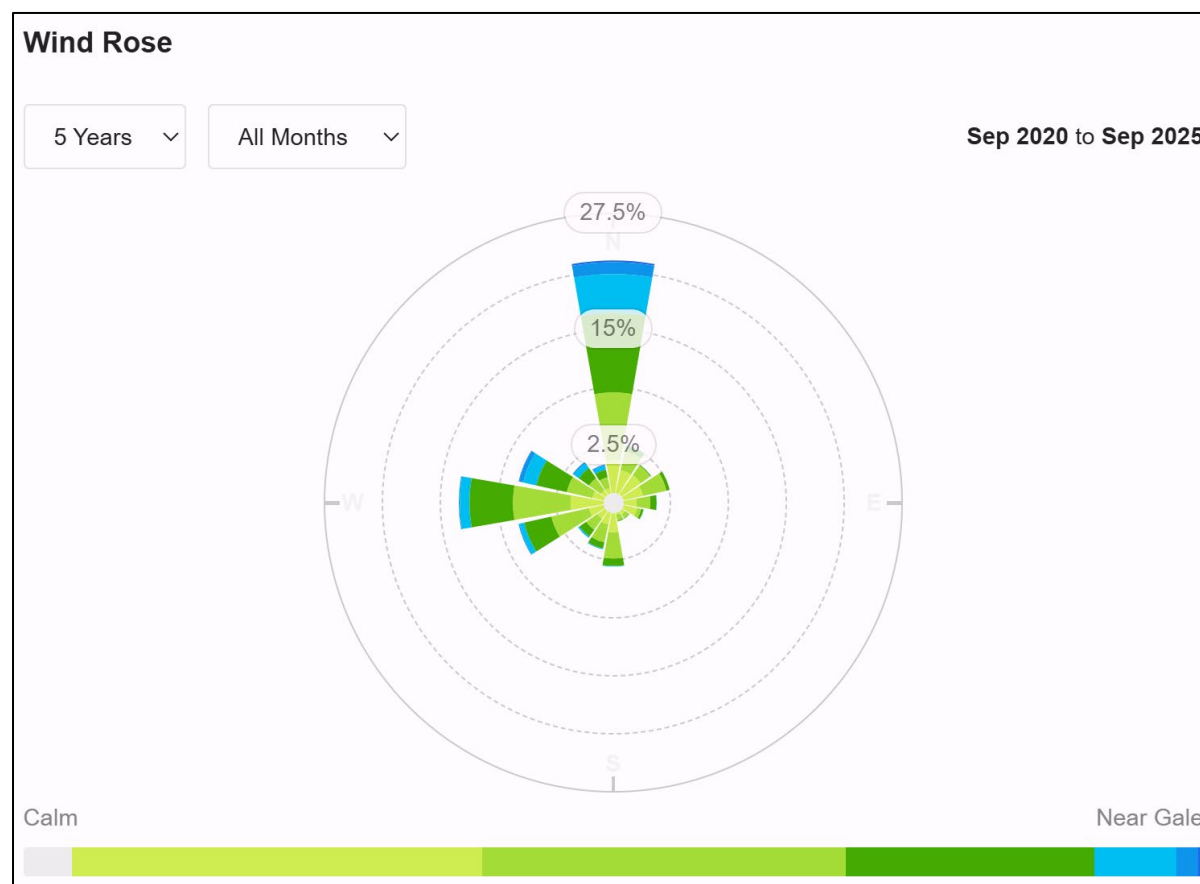 Wind Rose
5 Years
All Months
Sep 2020 to Sep 2025
27.5%
N
15%
2.5%
W
E
S
Calm
Near Gale